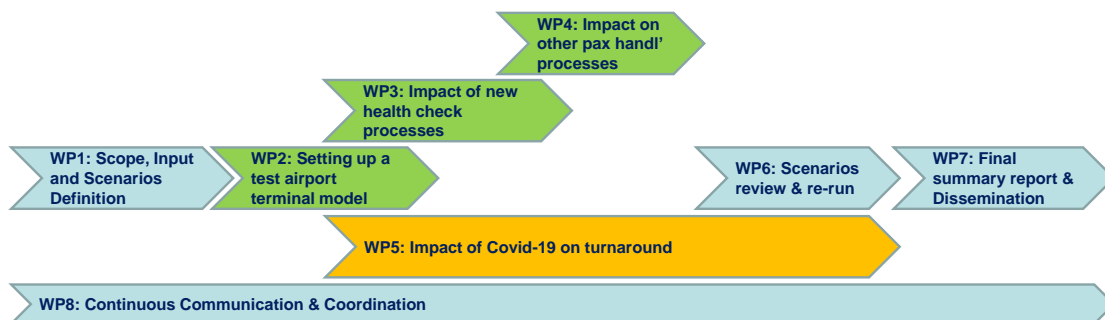 WP4: Impact on
other pax handl’
processes
WP3: Impact of new
health check
processes
WP1: Scope, Input
and Scenarios
Definition
WP2: Setting up a
test airport
terminal model
WP6: Scenarios
review & re-run
WP7: Final
summary report &
Dissemination
WP5: Impact of Covid-19 on turnaround
WP8: Continuous Communication & Coordination